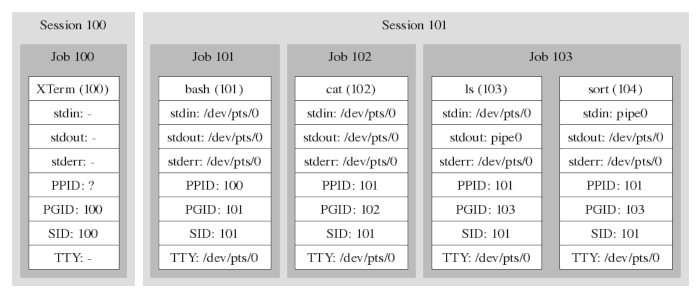 Session 100
Job 100
XTerm (100)
stdin: -
stdout: -
stderr: -
PPID: ?
PGID: 100
SID: 100
TTY: -
Session 101
Job 101
bash (101)
stdin: /dev/pts/0
stdout: /dev/pts/0
stderr: /dev/pts/0
PPID: 100
PGID: 101
SID: 101
TTY: /dev/pts/0
Job 102
cat (102)
stdin: /dev/pts/0
stdout: /dev/pts/0
stderr: /dev/pts/0
PPID: 101
PGID: 102
SID: 101
TTY: /dev/pts/0
Job 103
ls (103)
stdin: /dev/pts/0
stdout: pipe0
stderr: /dev/pts/0
PPID: 101
PGID: 103
SID: 101
TTY: /dev/pts/0
sort (104)
stdin: pipe0
stdout: /dev/pts/0
stderr: /dev/pts/0
PPID: 101
PGID: 103
SID: 101
TTY: /dev/pts/0